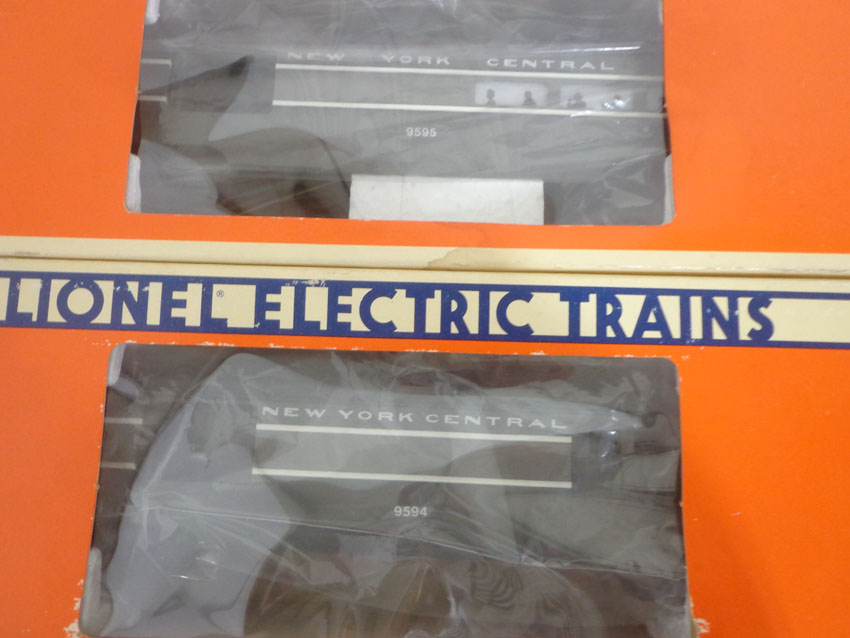 NEW YORK CENTRAL
9595
LIONEL® ELECTRIC TRAINS
NEW YORK CENTRAL
9594